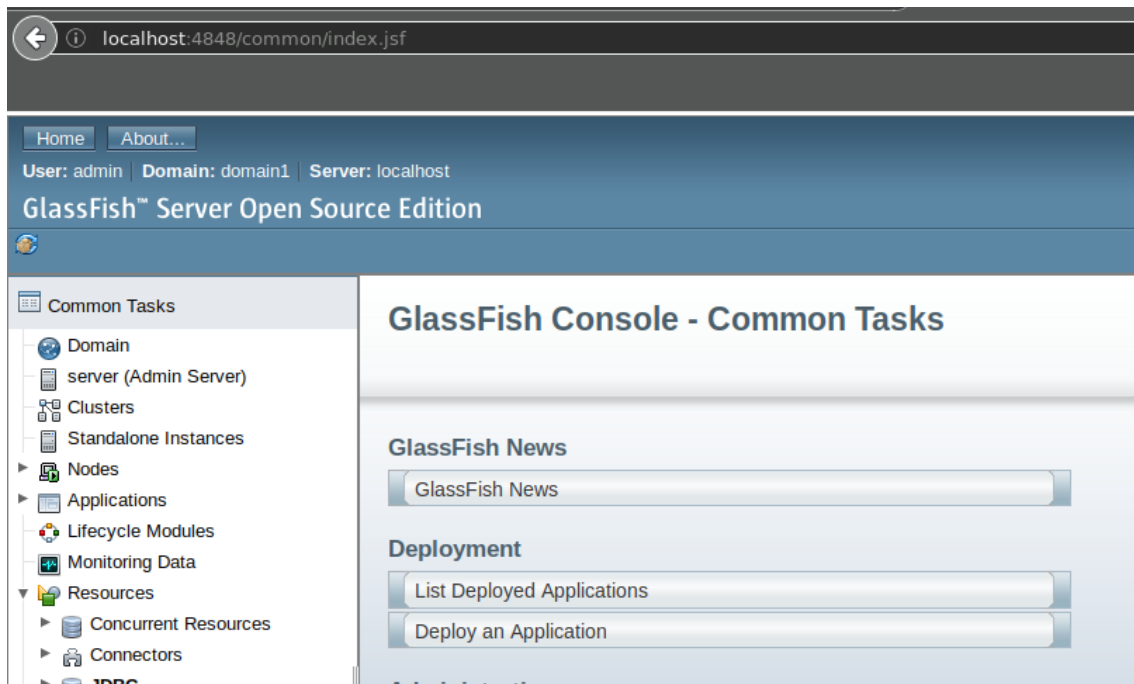 localhost:4848/common/index.jsf
Home About...
User: admin Domain: domain1 Server: localhost
GlassFish™ Server Open Source Edition
Common Tasks
Domain
server (Admin Server)
Clusters
Standalone Instances
Nodes
Applications
Lifecycle Modules
Monitoring Data
Resources
Concurrent Resources
Connectors
JDBC
GlassFish Console - Common Tasks
GlassFish News
GlassFish News
Deployment
List Deployed Applications
Deploy an Application